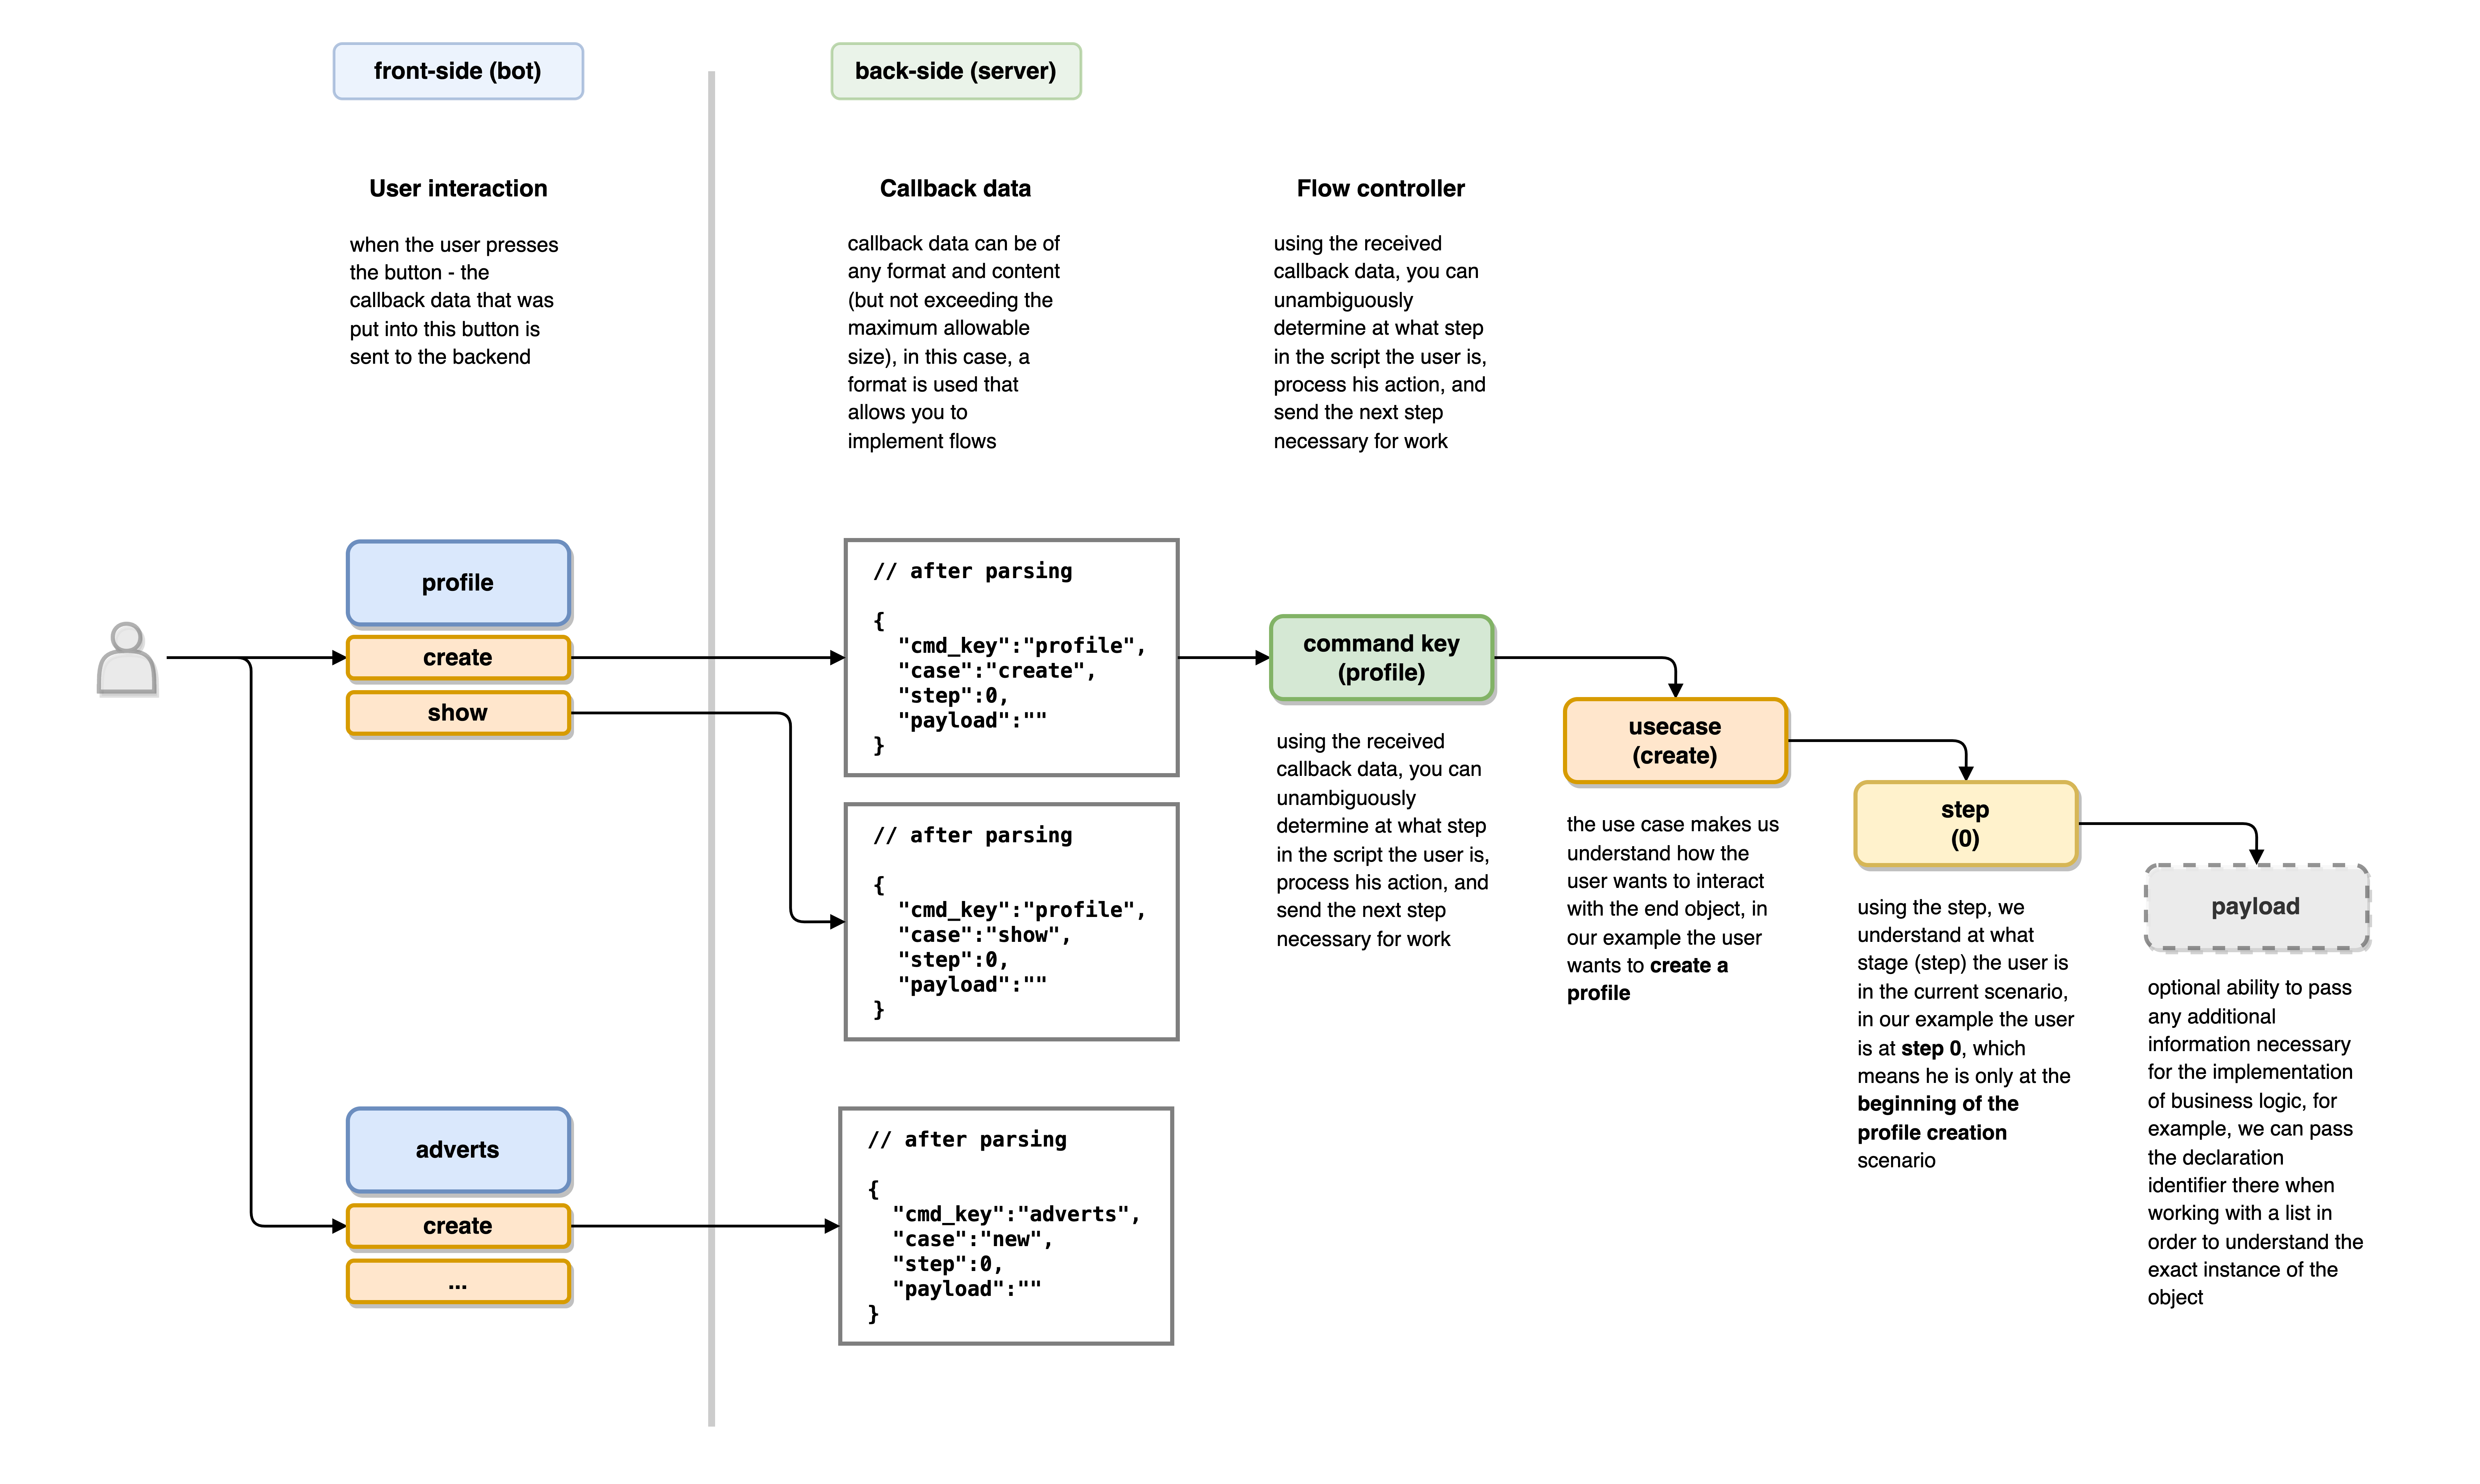 front-side (bot)
back-side (server)
User interaction
when the user presses
the button - the
callback data that was
put into this button is
sent to the backend
Callback data
callback data can be of
any format and content
(but not exceeding the
maximum allowable
size), in this case, a
format is used that
allows you to
implement flows
Flow controller
using the received
callback data, you can
unambiguously
determine at what step
in the script the user is,
process his action, and
send the next step
necessary for work
profile
create
show
// after parsing
{
"cmd_key":"profile",
"case":"create",
"step":0,
"payload":""
}
// after parsing
{
"cmd_key":"profile",
"case":"show",
"step":0,
"payload":""
}
command key
(profile)
using the received
callback data, you can
unambiguously
determine at what step
in the script the user is,
process his action, and
send the next step
necessary for work
usecase
(create)
the use case makes us
understand how the
user wants to interact
with the end object, in
our example the user
wants to create a
profile
step
(0)
using the step, we
understand at what
stage (step) the user is
in the current scenario,
in our example the user
is at step 0, which
means he is only at the
beginning of the
profile creation
scenario
payload
optional ability to pass
any additional
information necessary
for the implementation
of business logic, for
example, we can pass
the declaration
identifier there when
working with a list in
order to understand the
exact instance of the
object
adverts
create
...
// after parsing
{
"cmd_key":"adverts",
"case":"new",
"step":0,
"payload":""
}